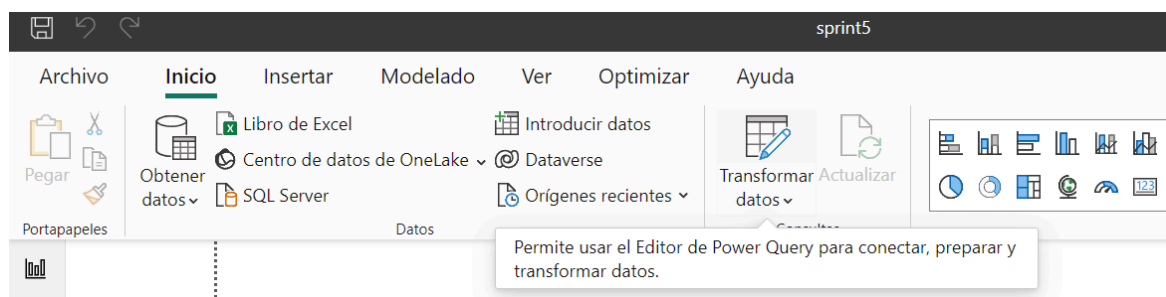 sprint5
Archivo Inicio Insertar Modelado Ver Optimizar Ayuda
Pegar
Portapapeles
Obtener
datos
Libro de Excel
Centro de datos de OneLake
SQL Server
Introducir datos
Dataverse
Orígenes recientes
Datos
Transformar
datos
Actualizar
Consultas
123
Permite usar el Editor de Power Query para conectar, preparar y
transformar datos.